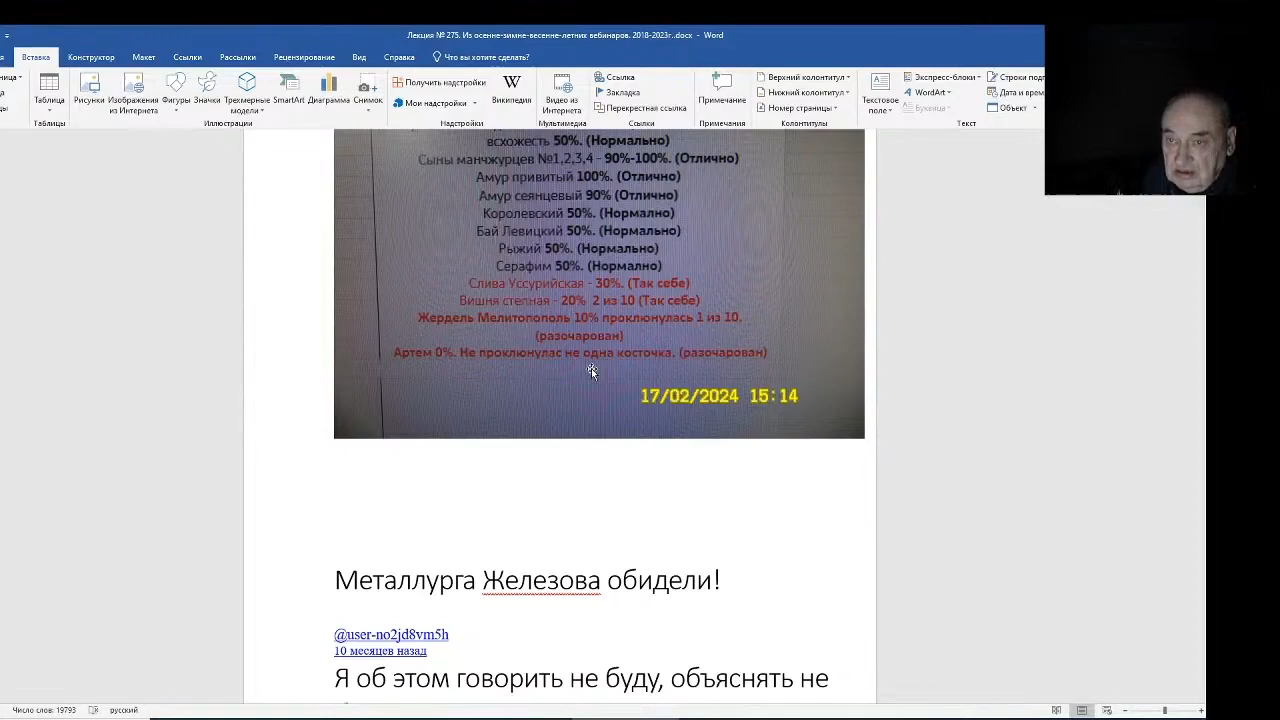 Лекция № 275. Из осенне-зимне-весенне-летних вебинаров. 2018-2023г..docx - Word
Вставка Конструктор Макет Ссылки Рассылки Рецензирование Вид Справка Что вы хотите сделать?
Таблица
Рисунки
Изображения из Интернета
Фигуры
Значки
Трехмерные модели
SmartArt
Диаграмма
Снимок
Получить надстройки
Мои надстройки
Википедия
Видео из Интернета
Ссылка
Закладка
Перекрестная ссылка
Примечание
Верхний колонтитул
Нижний колонтитул
Номер страницы
Текстовое поле
Экспресс-блоки
WordArt
Буквица
Строки
Дата и
Объект
Таблицы Иллюстрации Надстройки Мультимедиа Ссылки Примечания Колонтитулы Текст
всхожесть 50%. (Нормально)
Сыны манчжурцев №1,2,3,4 - 90%-100%. (Отлично)
Амур привитый 100%. (Отлично)
Амур сеянцевый 90% (Отлично)
Королевский 50%. (Нормално)
Бай Левицкий 50%. (Нормально)
Рыжий 50%. (Нормально)
Серафим 50%. (Нормално)
Слива Уссурийская - 30%. (Так себе)
Вишня степная - 20% 2 из 10 (Так себе)
Жердель Мелитопополь 10% проклюнулась 1 из 10.
(разочарован)
Артем 0%. Не проклюнулас не одна косточка. (разочарован)
17/02/2024 15:14
Металлурга Железова обидели!
@user-no2jd8vm5h
10 месяцев назад
Я об этом говорить не буду, объяснять не
Число слов: 19793 русский